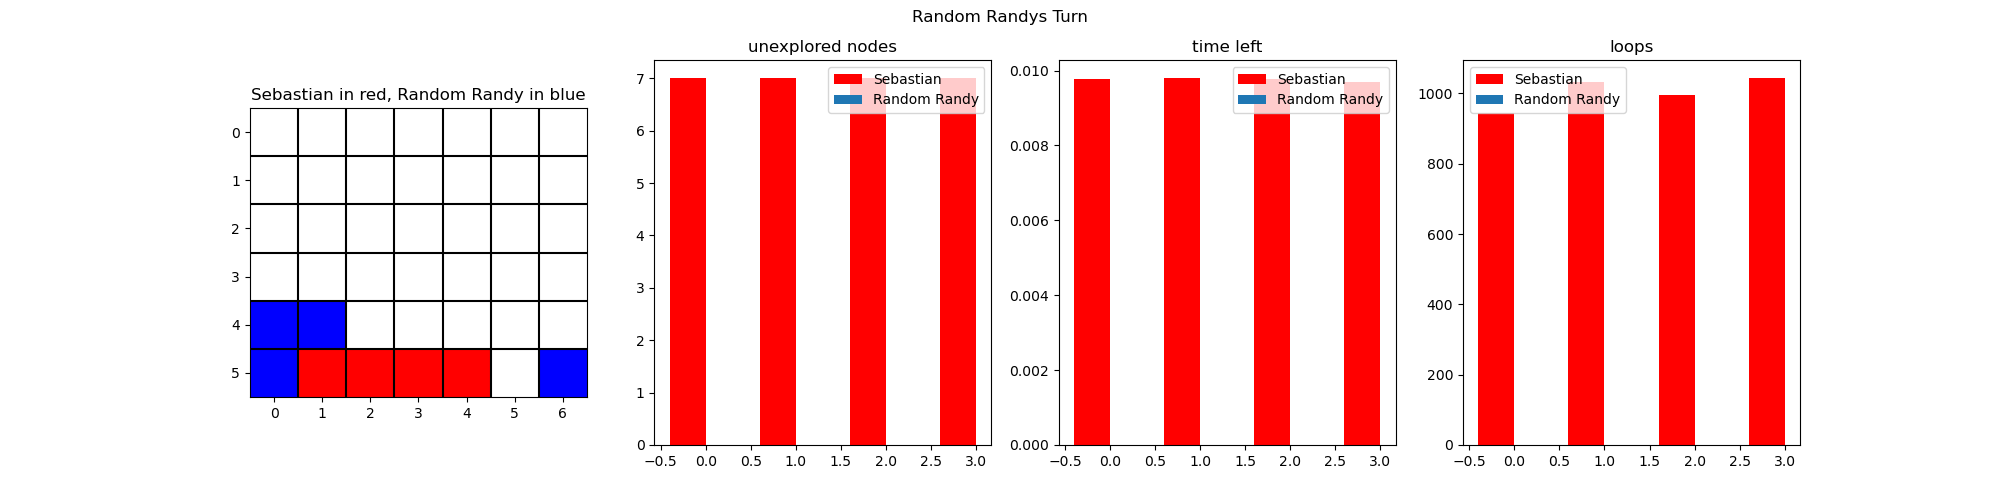 Random Randys Turn
Sebastian in red, Random Randy in blue
0
1
2
3
4
5
0 1 2 3 4 5 6
unexplored nodes
Sebastian
Random Randy
7
6
5
4
3
2
1
0
−0.5 0.0 0.5 1.0 1.5 2.0 2.5 3.0
time left
Sebastian
Random Randy
0.010
0.008
0.006
0.004
0.002
0.000
−0.5 0.0 0.5 1.0 1.5 2.0 2.5 3.0
loops
Sebastian
Random Randy
1000
800
600
400
200
0
−0.5 0.0 0.5 1.0 1.5 2.0 2.5 3.0